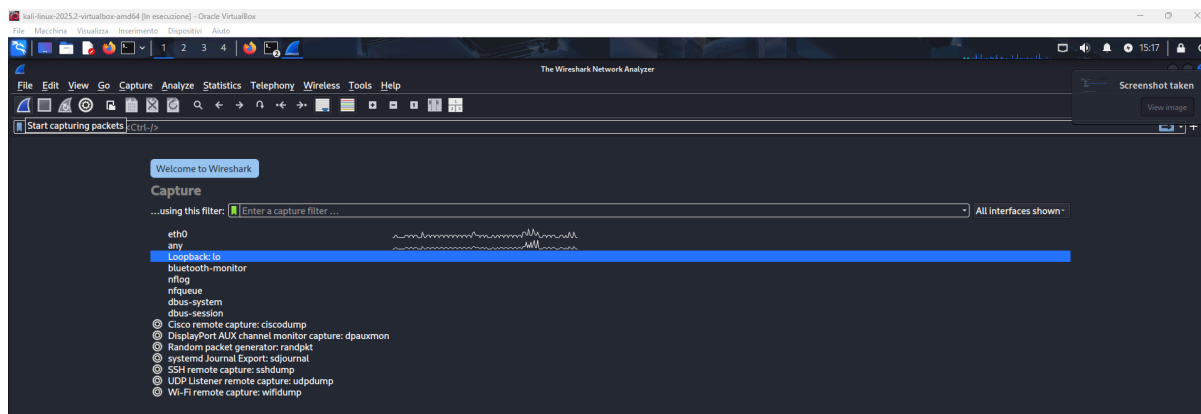 kali-linux-2025.2-virtualbox-amd64 [In esecuzione] - Oracle VirtualBox
File Macchina Visualizza Inserimento Dispositivi Aiuto
1 2 3 4 15:17
The Wireshark Network Analyzer
File Edit View Go Capture Analyze Statistics Telephony Wireless Tools Help
Screenshot taken
View image
Start capturing packets <Ctrl-/>
Welcome to Wireshark
Capture
...using this filter: Enter a capture filter ... All interfaces shown
eth0
any
Loopback: lo
bluetooth-monitor
nflog
nfqueue
dbus-system
dbus-session
Cisco remote capture: ciscodump
DisplayPort AUX channel monitor capture: dpauxmon
Random packet generator: randpkt
systemd Journal Export: sdjournal
SSH remote capture: sshdump
UDP Listener remote capture: udpdump
Wi-Fi remote capture: wifidump